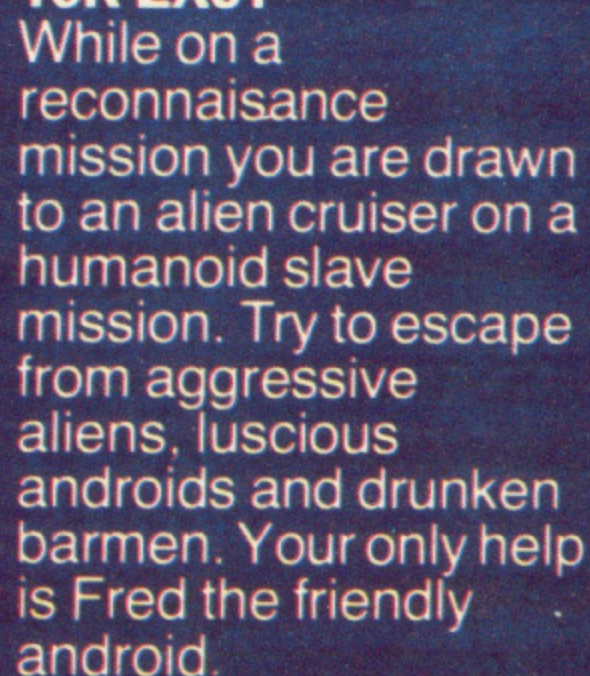 While on a
reconnaisance
mission you are drawn
to an alien cruiser on a
humanoid slave
mission. Try to escape
from aggressive
aliens, luscious
androids and drunken
barmen. Your only help
is Fred the friendly
android.